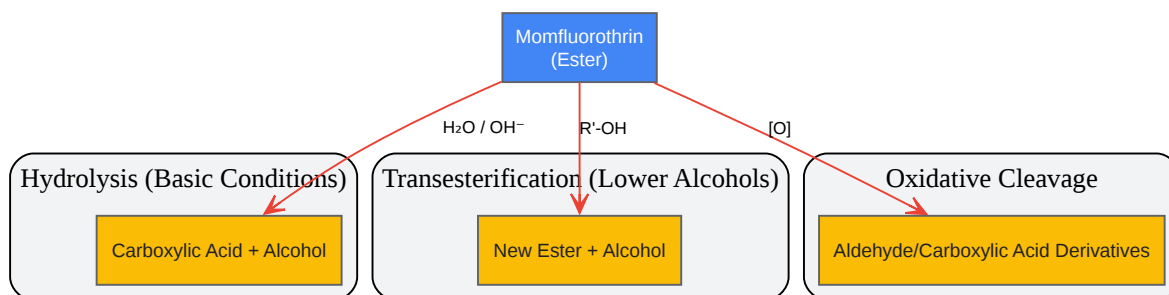 Momfluorothrin
(Ester)
H₂O / OH⁻
R'-OH
[O]
Hydrolysis (Basic Conditions)
Transesterification (Lower Alcohols)
Oxidative Cleavage
Carboxylic Acid + Alcohol
New Ester + Alcohol
Aldehyde/Carboxylic Acid Derivatives